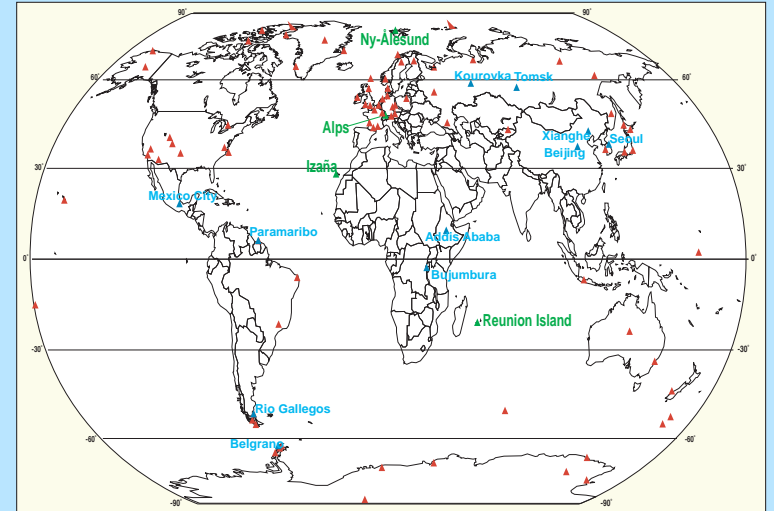 90° 90°
Ny-Ålesund
60° 60°
Kourovka Tomsk
Alps
Xianghe Seoul
Beijing
Izaña
30° 30°
Mexico City
Paramaribo
Addis Ababa
0° 0°
Bujumbura
Reunion Island
-30° -30°
Rio Gallegos
-60° -60°
Belgrano
-90° -90°